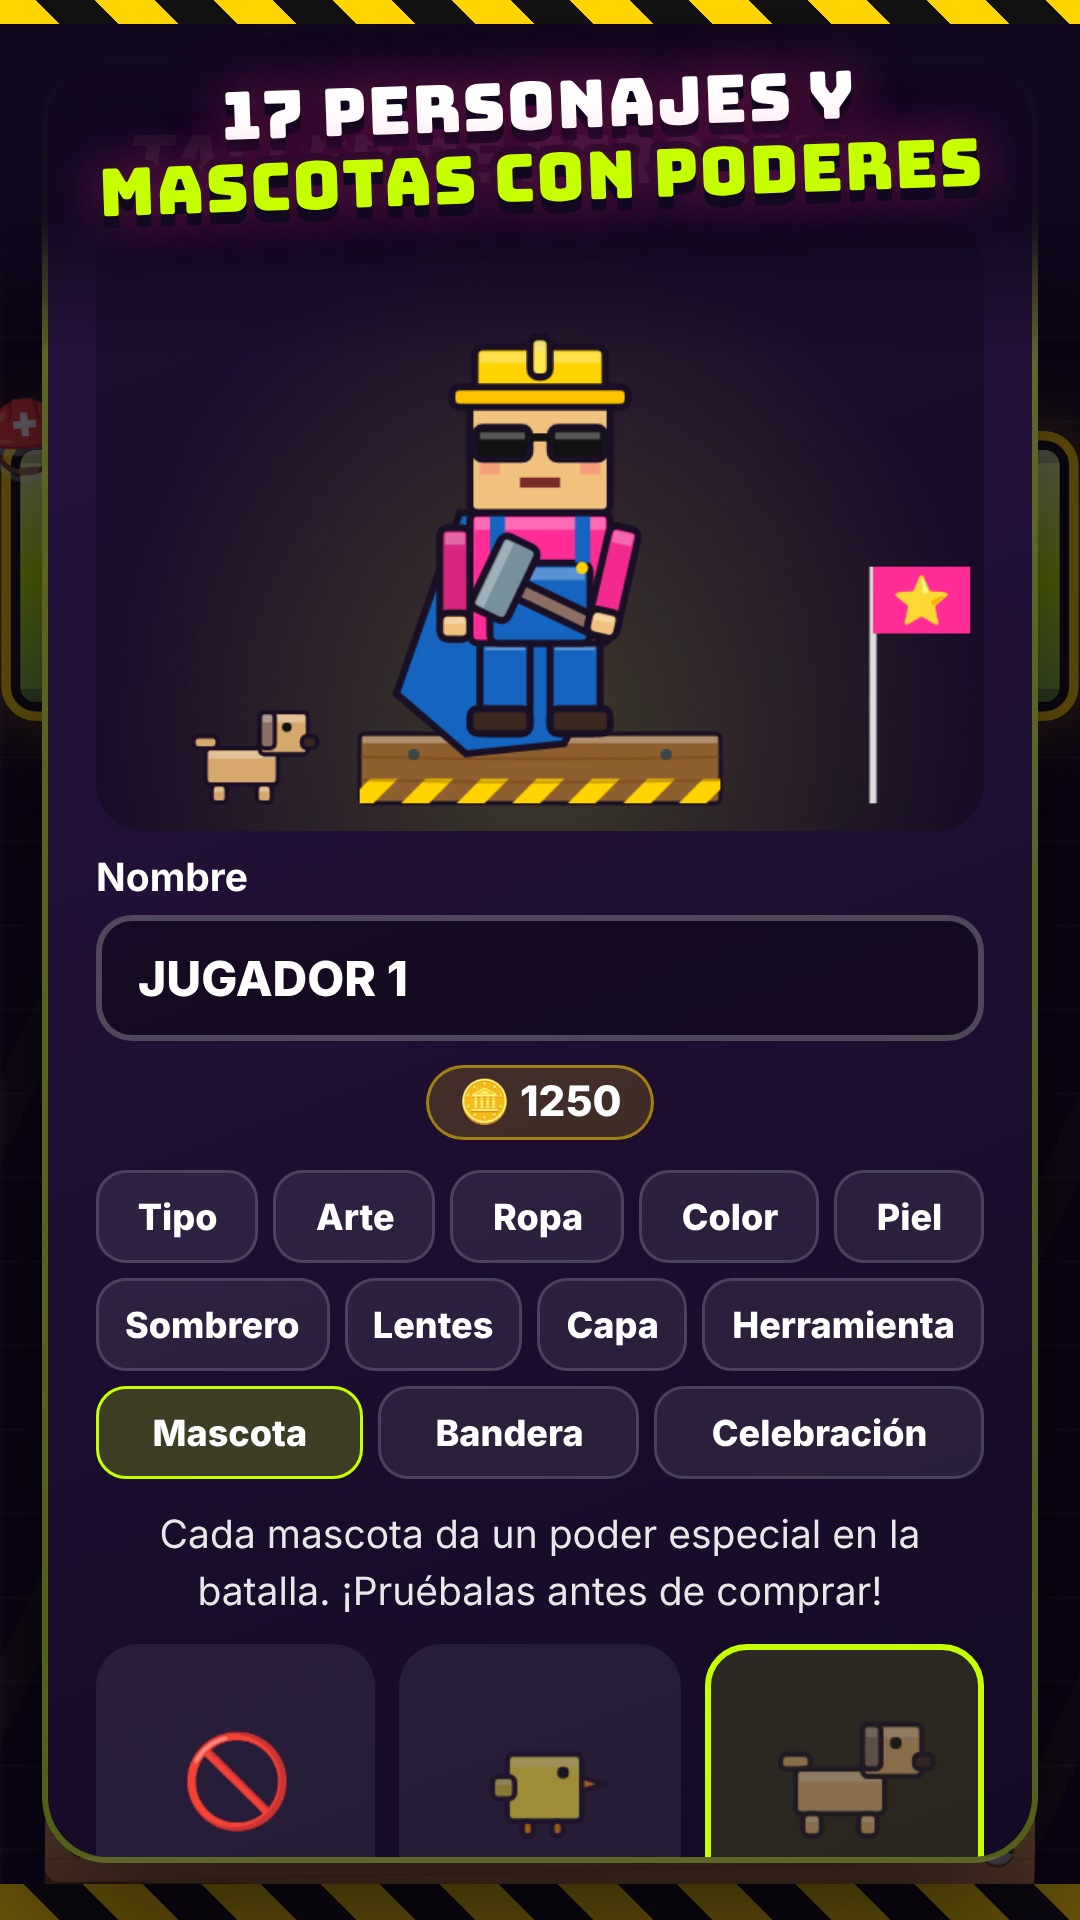 17 PERSONAJES Y
MASCOTAS CON PODERES
Nombre
JUGADOR 1
1250
Tipo
Arte
Ropa
Color
Piel
Sombrero
Lentes
Capa
Herramienta
Mascota
Bandera
Celebración
Cada mascota da un poder especial en la
batalla. ¡Pruébalas antes de comprar!